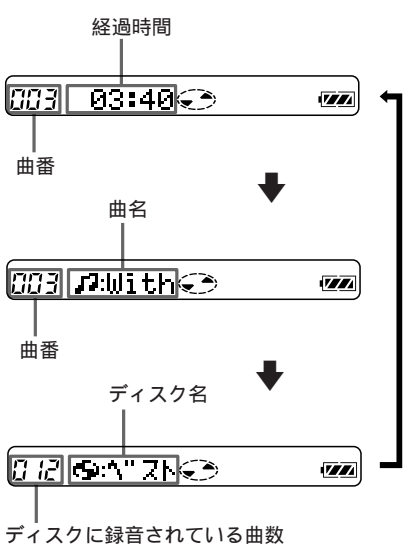 経過時間
003 03:40
曲番
曲名
003 ♫:With
曲番
ディスク名
012 :ベスト
ディスクに録音されている曲数